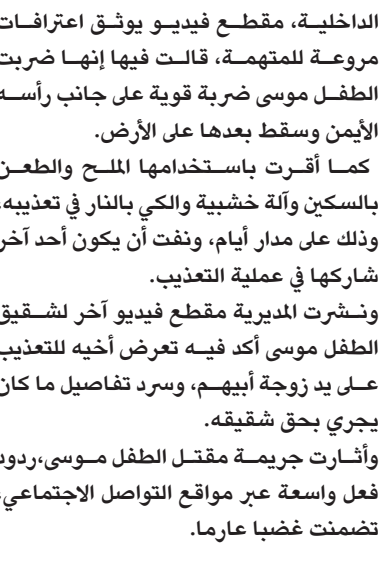 الداخلية، مقطع فيديو يوثق اعترافات
مروعة للمتهمة، قالت فيها إنها ضربت
الطفل موسى ضربة قوية على جانب رأسه
الأيمن وسقط بعدها على الأرض.
كما أقرت باستخدامها الملح والطعن
بالسكين وآلة خشبية والكي بالنار في تعذيبه،
وذلك على مدار أيام، ونفت أن يكون أحد آخر
شاركها في عملية التعذيب.
ونشرت المديرية مقطع فيديو آخر لشقيق
الطفل موسى أكد فيه تعرض أخيه للتعذيب
على يد زوجة أبيهم، وسرد تفاصيل ما كان
يجري بحق شقيقه.
وأثارت جريمة مقتل الطفل موسى،ردود
فعل واسعة عبر مواقع التواصل الاجتماعي،
تضمنت غضبا عارما.